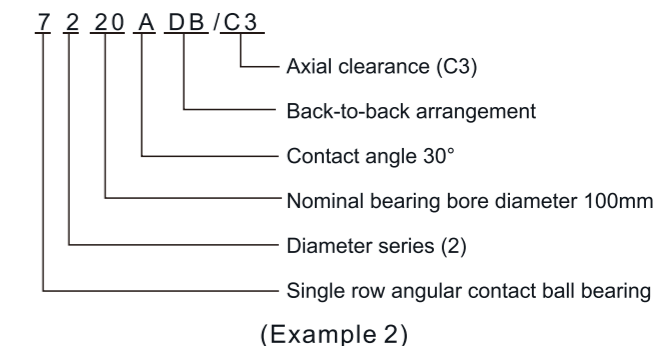 7 2 20 A DB/C3
Axial clearance (C3)
Back-to-back arrangement
Contact angle 30°
Nominal bearing bore diameter 100mm
Diameter series (2)
Single row angular contact ball bearing
(Example 2)